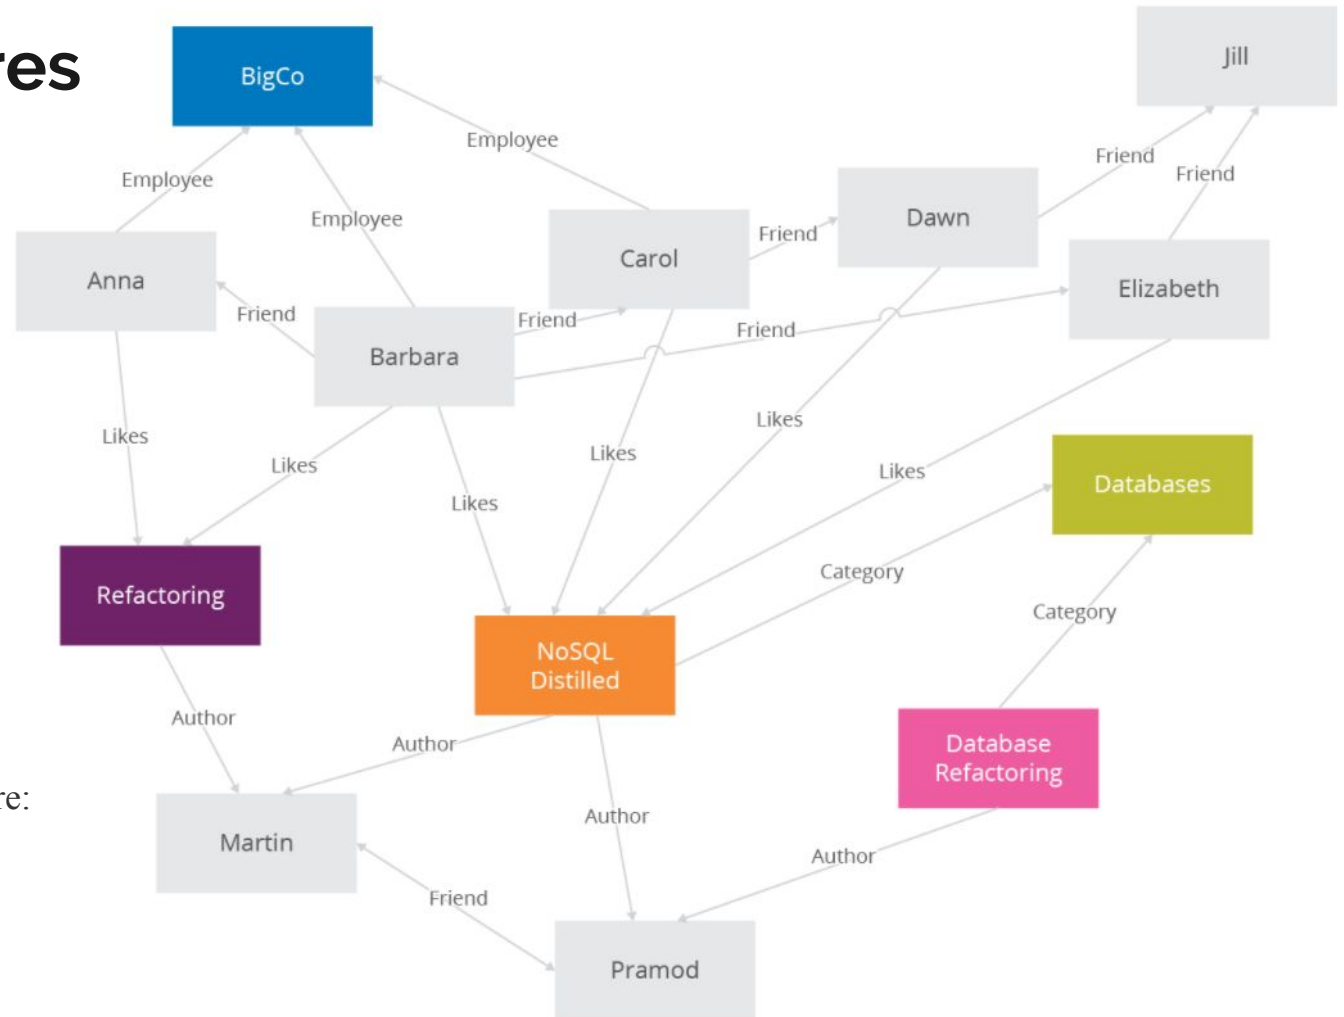 res
BigCo
Jill
Employee
Friend
Employee
Friend
Employee
Dawn
Friend
Carol
Anna
Elizabeth
Friend
Friend
Friend
Barbara
Likes
Likes
Likes
Likes
Likes
Likes
Databases
Category
Refactoring
Category
NoSQL
Distilled
Author
Author
Database
Refactoring
re:
Author
Martin
Author
Friend
Pramod